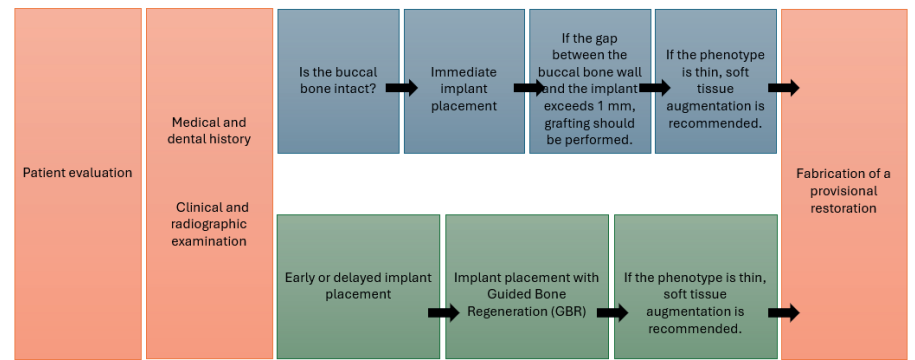 Patient evaluation
Medical and
dental history
Clinical and
radiographic
examination
Is the buccal
bone intact?
Immediate
implant
placement
If the gap
between the
buccal bone wall
and the implant
exceeds 1 mm,
grafting should
be performed.
If the phenotype
is thin, soft
tissue
augmentation is
recommended.
Early or delayed implant
placement
Implant placement with
Guided Bone
Regeneration (GBR)
If the phenotype is thin,
soft tissue
augmentation is
recommended.
Fabrication of a
provisional
restoration